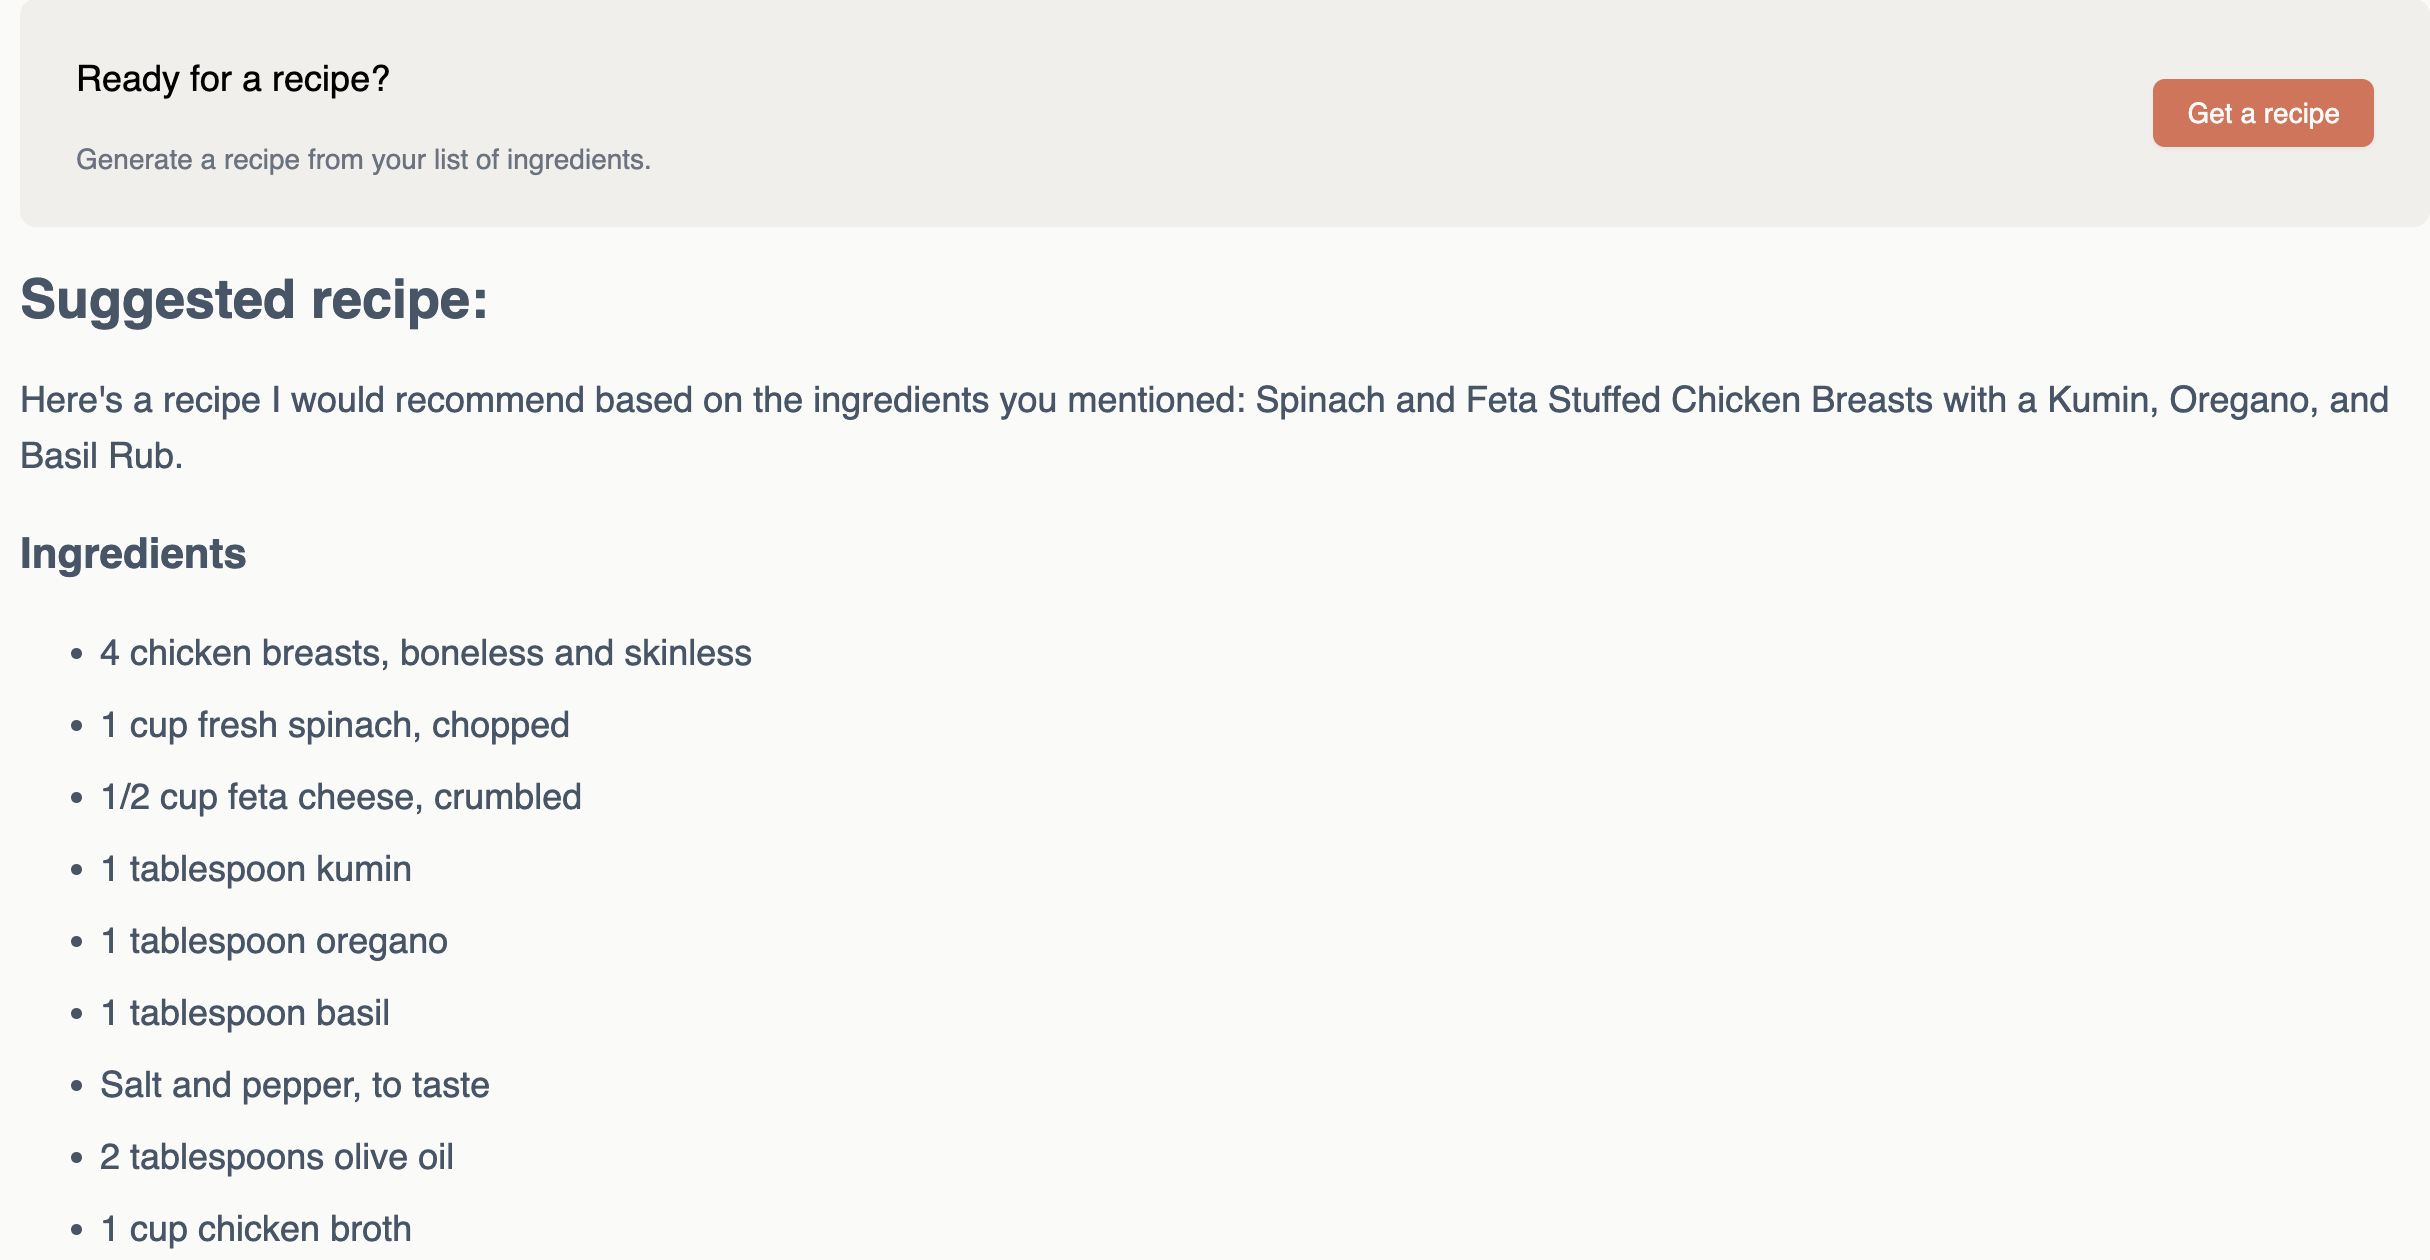 Ready for a recipe?
Generate a recipe from your list of ingredients.
Get a recipe
Suggested recipe:
Here's a recipe I would recommend based on the ingredients you mentioned: Spinach and Feta Stuffed Chicken Breasts with a Kumin, Oregano, and
Basil Rub.
Ingredients
• 4 chicken breasts, boneless and skinless
• 1 cup fresh spinach, chopped
• 1/2 cup feta cheese, crumbled
• 1 tablespoon kumin
• 1 tablespoon oregano
• 1 tablespoon basil
• Salt and pepper, to taste
• 2 tablespoons olive oil
• 1 cup chicken broth